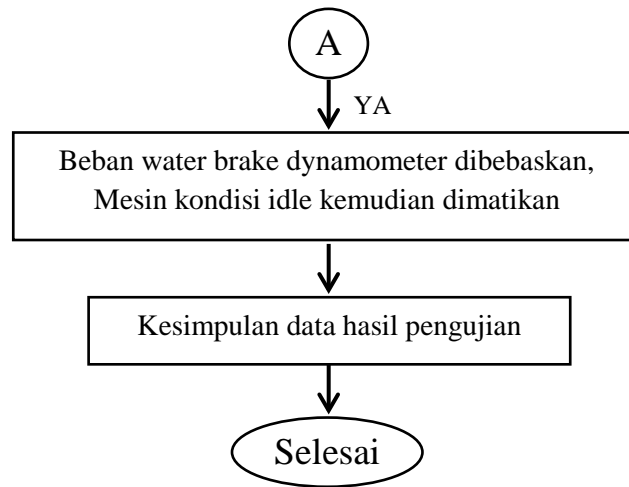 A
YA
Beban water brake dynamometer dibebaskan,
Mesin kondisi idle kemudian dimatikan
Kesimpulan data hasil pengujian
Selesai